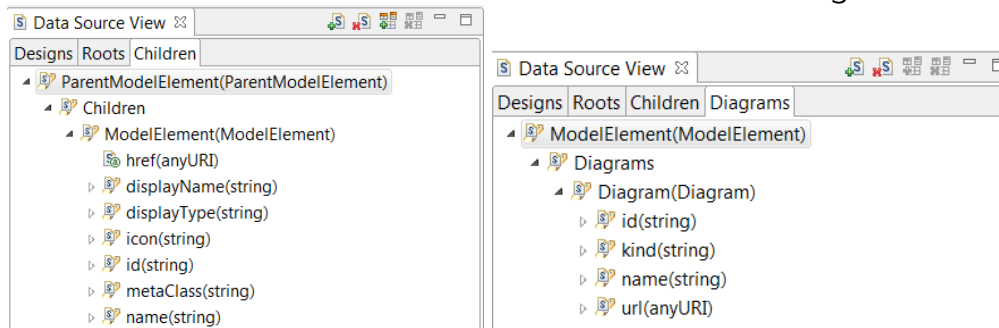 Data Source View
Designs Roots Children
ParentModelElement(ParentModelElement)
Children
ModelElement(ModelElement)
href(anyURI)
displayName(string)
displayType(string)
icon(string)
id(string)
metaClass(string)
name(string)
Data Source View
Designs Roots Children Diagrams
ModelElement(ModelElement)
Diagrams
Diagram(Diagram)
id(string)
kind(string)
name(string)
url(anyURI)